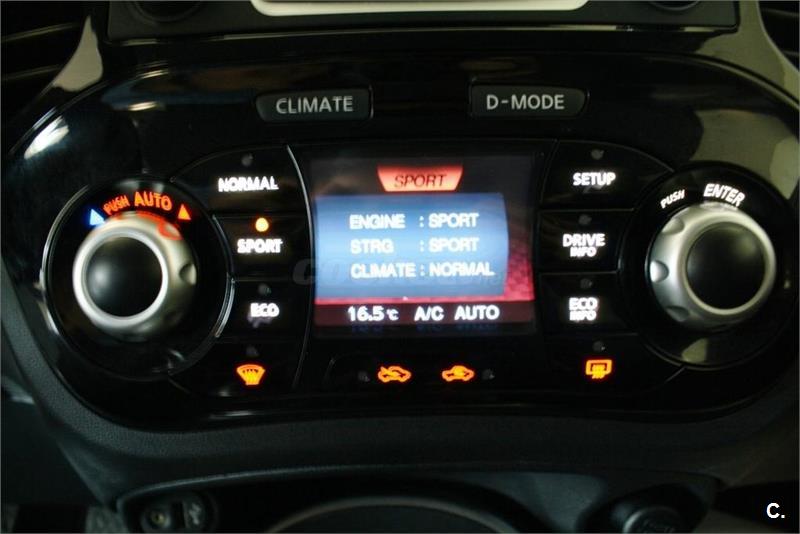 CLIMATE
D-MODE
NORMAL
SPORT
SETUP
PUSH AUTO
PUSH ENTER
ENGINE : SPORT
STRG : SPORT
CLIMATE : NORMAL
SPORT
DRIVE
INFO
ECO
ECO
INFO
16.5°C A/C AUTO
C.